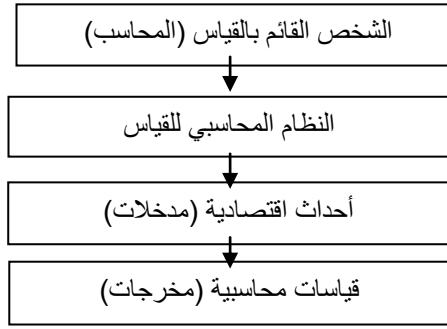 الشخص القائم بالقياس (المحاسب)
النظام المحاسبي للقياس
أحداث اقتصادية (مدخلات)
قياسات محاسبية (مخرجات)